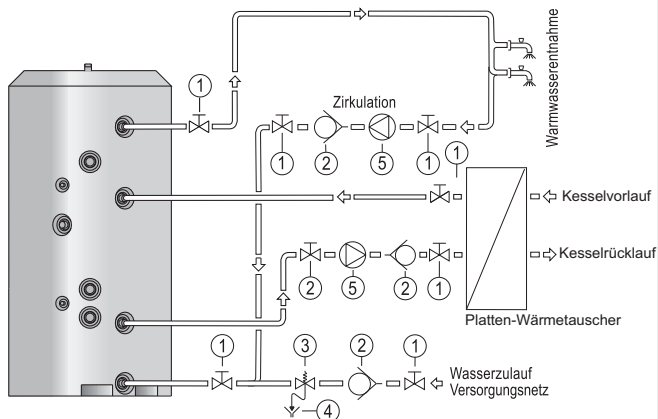 1
Zirkulation
Warmwasserentnahme
1
2
5
1
1
Kesselvorlauf
Kesselrücklauf
2
5
2
1
Platten-Wärmetauscher
1
3
2
1
Wasserzulauf
Versorgungsnetz
4